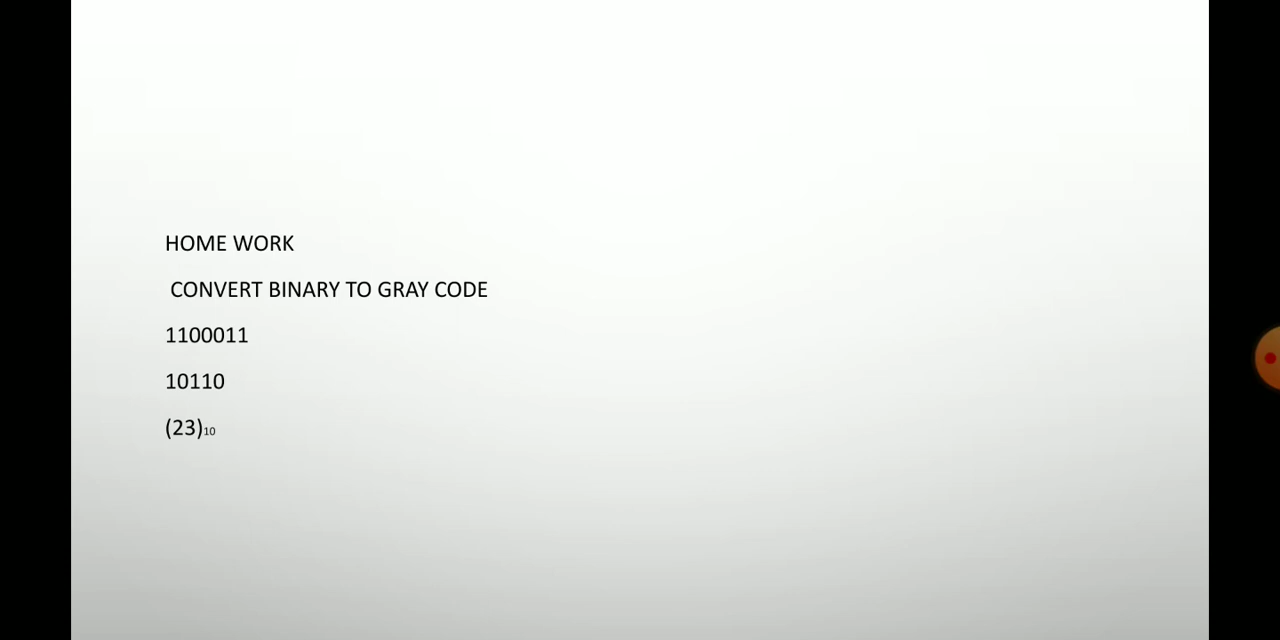 HOME WORK
CONVERT BINARY TO GRAY CODE
1100011
10110
(23)₁₀